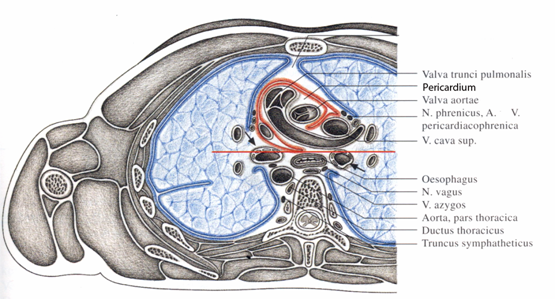 Valva trunci pulmonalis
Pericardium
Valva aortae
N. phrenicus, A. V.
pericardiacophrenica
V. cava sup.
Oesophagus
N. vagus
V. azygos
Aorta, pars thoracica
Ductus thoracicus
Truncus symphatheticus